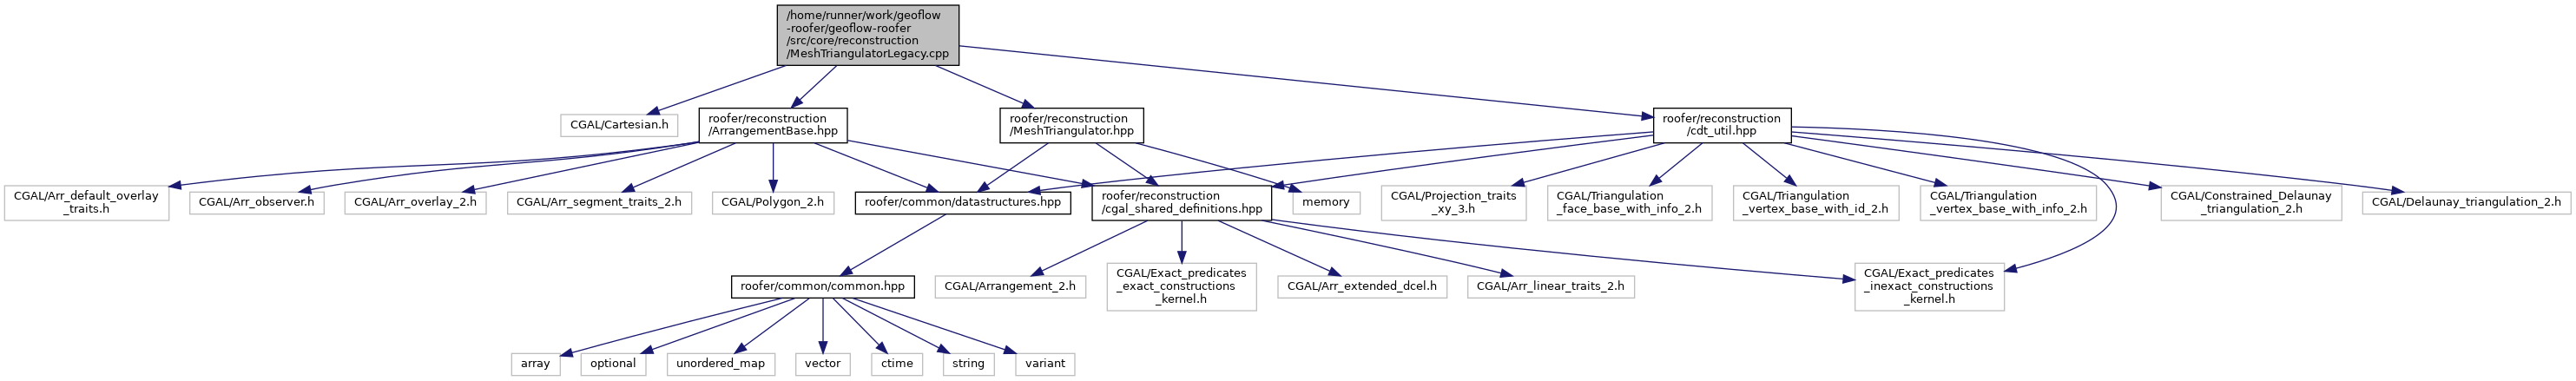 /home/runner/work/geoflow
-roofer/geoflow-roofer
/src/core/reconstruction
/MeshTriangulatorLegacy.cpp
CGAL/Cartesian.h
roofer/reconstruction
/ArrangementBase.hpp
roofer/reconstruction
/MeshTriangulator.hpp
roofer/reconstruction
/cdt_util.hpp
CGAL/Arr_default_overlay
_traits.h
CGAL/Arr_observer.h
CGAL/Arr_overlay_2.h
CGAL/Arr_segment_traits_2.h
CGAL/Polygon_2.h
roofer/common/datastructures.hpp
roofer/reconstruction
/cgal_shared_definitions.hpp
memory
CGAL/Projection_traits
_xy_3.h
CGAL/Triangulation
_face_base_with_info_2.h
CGAL/Triangulation
_vertex_base_with_id_2.h
CGAL/Triangulation
_vertex_base_with_info_2.h
CGAL/Constrained_Delaunay
_triangulation_2.h
CGAL/Delaunay_triangulation_2.h
roofer/common/common.hpp
CGAL/Arrangement_2.h
CGAL/Exact_predicates
_exact_constructions
_kernel.h
CGAL/Arr_extended_dcel.h
CGAL/Arr_linear_traits_2.h
CGAL/Exact_predicates
_inexact_constructions
_kernel.h
array
optional
unordered_map
vector
ctime
string
variant